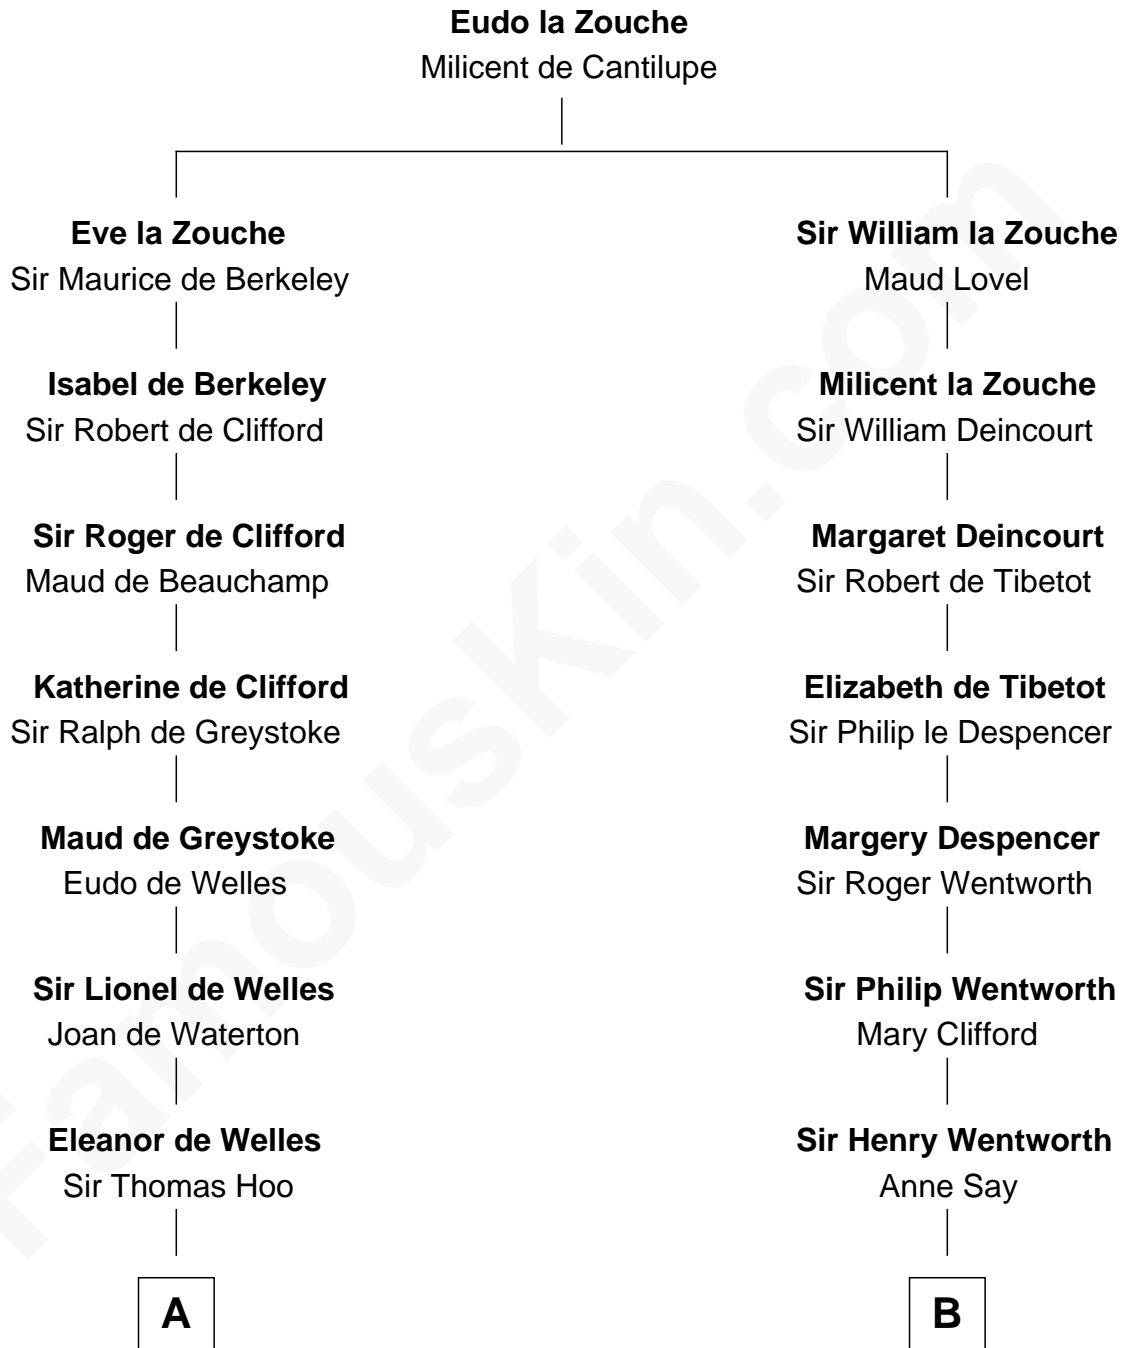 Eudo la Zouche
Milicent de Cantilupe
Eve la Zouche
Sir Maurice de Berkeley
Sir William la Zouche
Maud Lovel
Isabel de Berkeley
Sir Robert de Clifford
Milicent la Zouche
Sir William Deincourt
Sir Roger de Clifford
Maud de Beauchamp
Margaret Deincourt
Sir Robert de Tibetot
Katherine de Clifford
Sir Ralph de Greystoke
Elizabeth de Tibetot
Sir Philip le Despencer
Maud de Greystoke
Eudo de Welles
Margery Despencer
Sir Roger Wentworth
Sir Lionel de Welles
Joan de Waterton
Sir Philip Wentworth
Mary Clifford
Eleanor de Welles
Sir Thomas Hoo
Sir Henry Wentworth
Anne Say
A
B
FamousKin.com